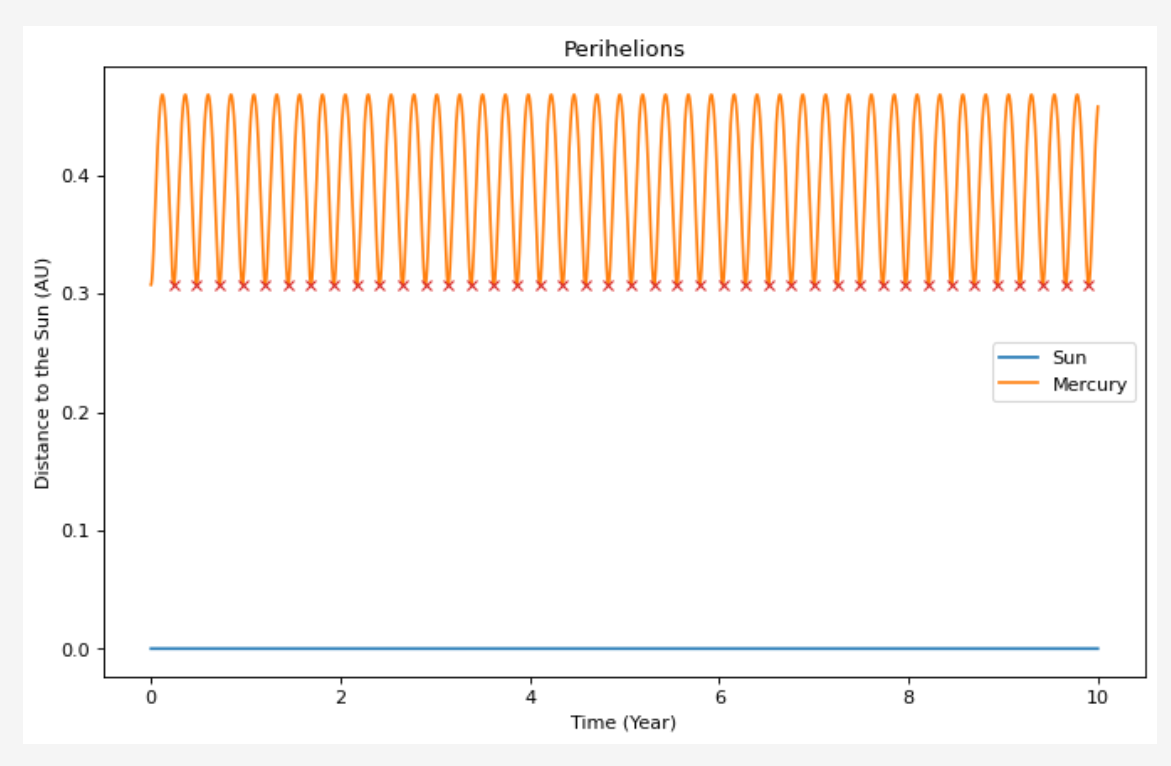 Perihelions
Distance to the Sun (AU)
0.4
0.3
0.2
0.1
0.0
Sun
Mercury
0 2 4 6 8 10
Time (Year)